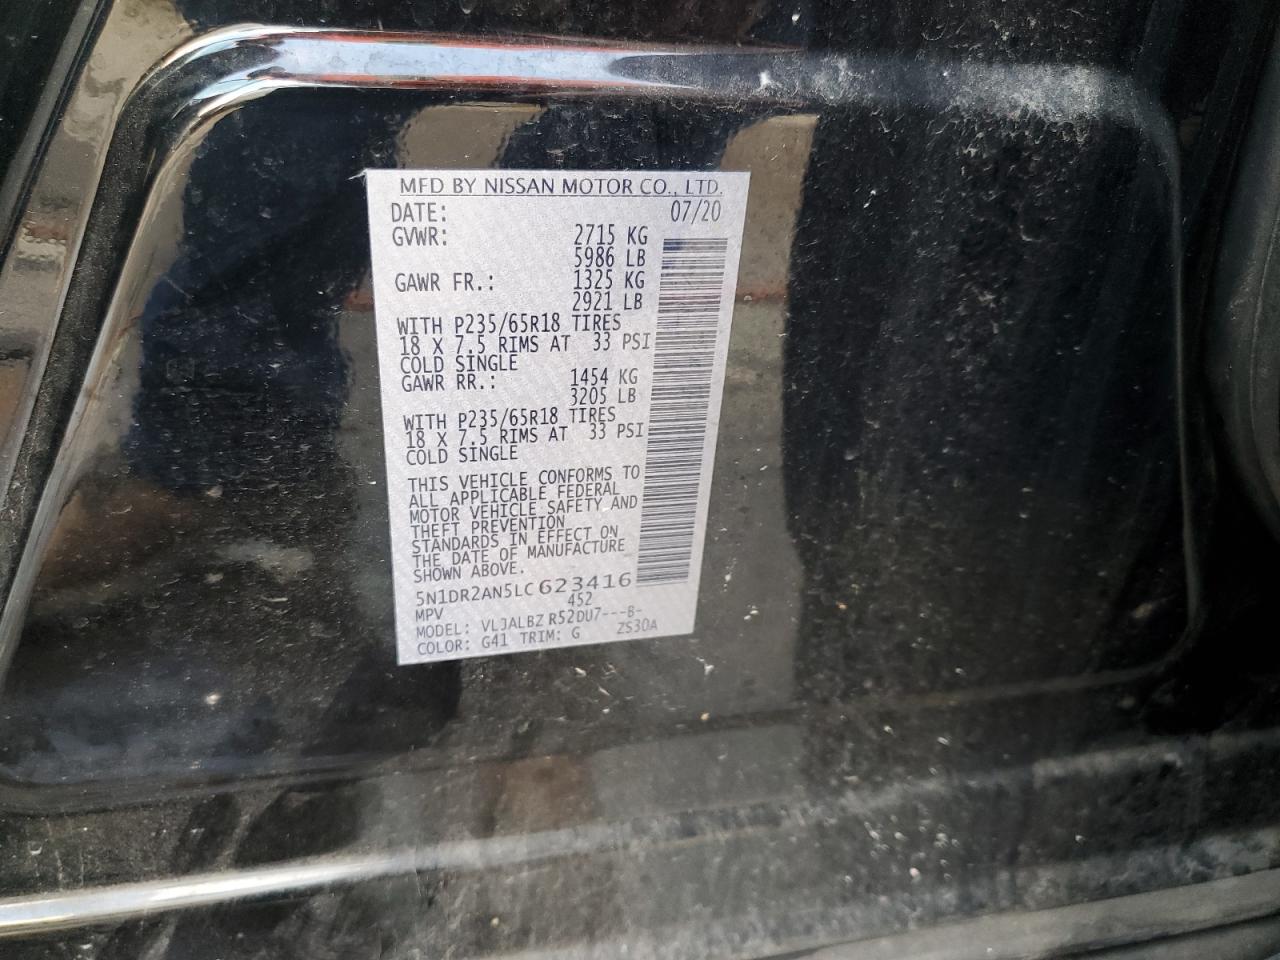 MFD BY NISSAN MOTOR CO., LTD.
DATE: 07/20
GVWR: 2715 KG
5986 LB
GAWR FR.: 1325 KG
2921 LB
WITH P235/65R18 TIRES
18 X 7.5 RIMS AT 33 PSI
COLD SINGLE
GAWR RR.: 1454 KG
3205 LB
WITH P235/65R18 TIRES
18 X 7.5 RIMS AT 33 PSI
COLD SINGLE
THIS VEHICLE CONFORMS TO
ALL APPLICABLE FEDERAL
MOTOR VEHICLE SAFETY AND
THEFT PREVENTION
STANDARDS IN EFFECT ON
THE DATE OF MANUFACTURE
SHOWN ABOVE.
5N1DR2AN5LC623416
MPV 452
MODEL: VLJALBZ R52DU7---B-
COLOR: G41 TRIM: G ZS30A